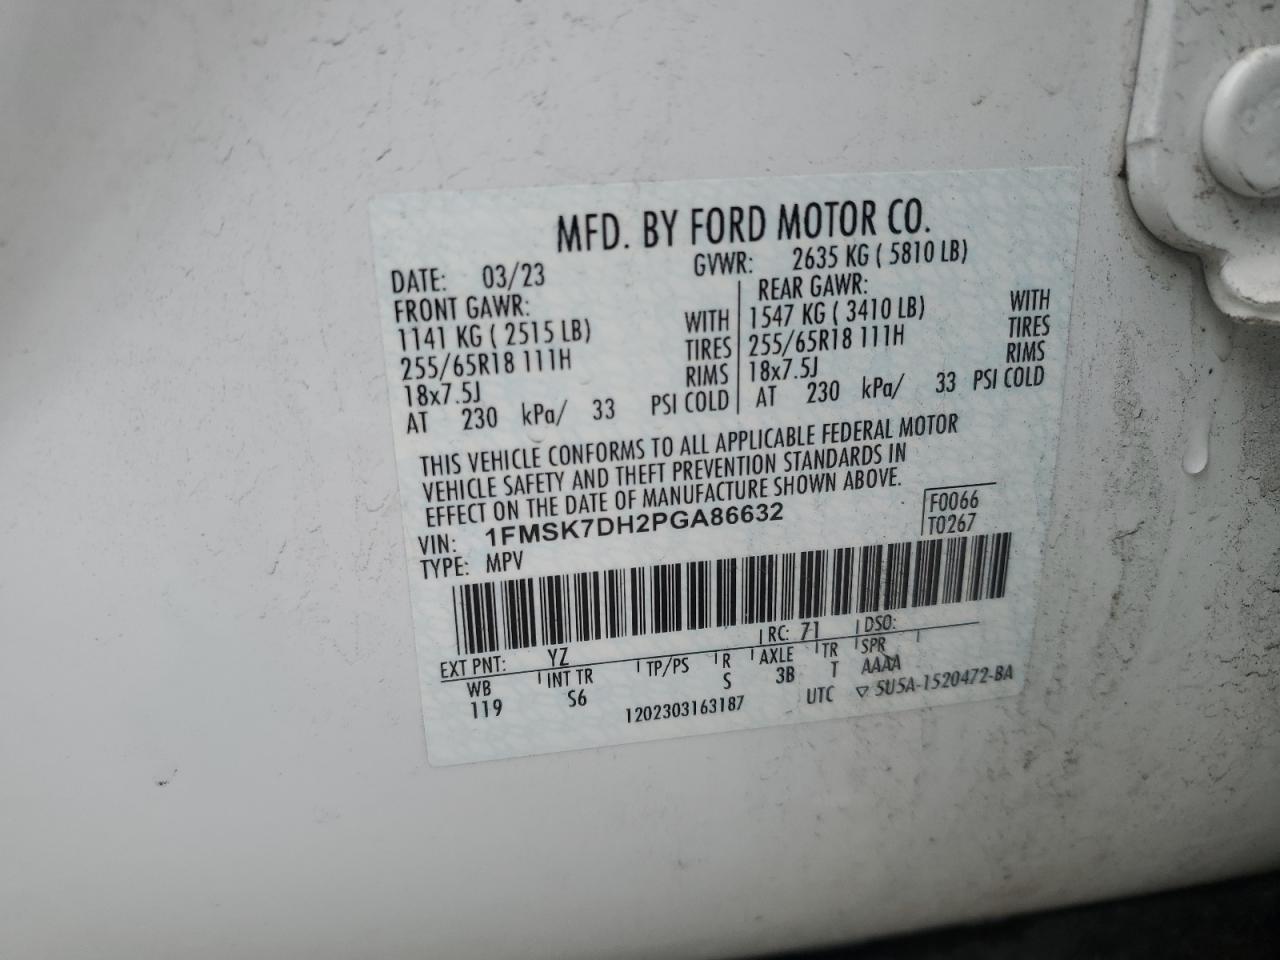 MFD. BY FORD MOTOR CO.
DATE: 03/23 GVWR: 2635 KG ( 5810 LB)
FRONT GAWR: REAR GAWR:
1141 KG ( 2515 LB) WITH 1547 KG ( 3410 LB) WITH
255/65R18 111H TIRES 255/65R18 111H TIRES
18x7.5J RIMS 18x7.5J RIMS
AT 230 kPa/ 33 PSI COLD AT 230 kPa/ 33 PSI COLD
THIS VEHICLE CONFORMS TO ALL APPLICABLE FEDERAL MOTOR
VEHICLE SAFETY AND THEFT PREVENTION STANDARDS IN
EFFECT ON THE DATE OF MANUFACTURE SHOWN ABOVE.
VIN: 1FMSK7DH2PGA86632 F0066
TYPE: MPV T0267
EXT PNT: YZ RC: 71 DSO:
WB INT TR TP/PS R AXLE TR SPR
119 S6 S 3B T AAAA
1202303163187 UTC ▽ 5U5A-1520472-BA